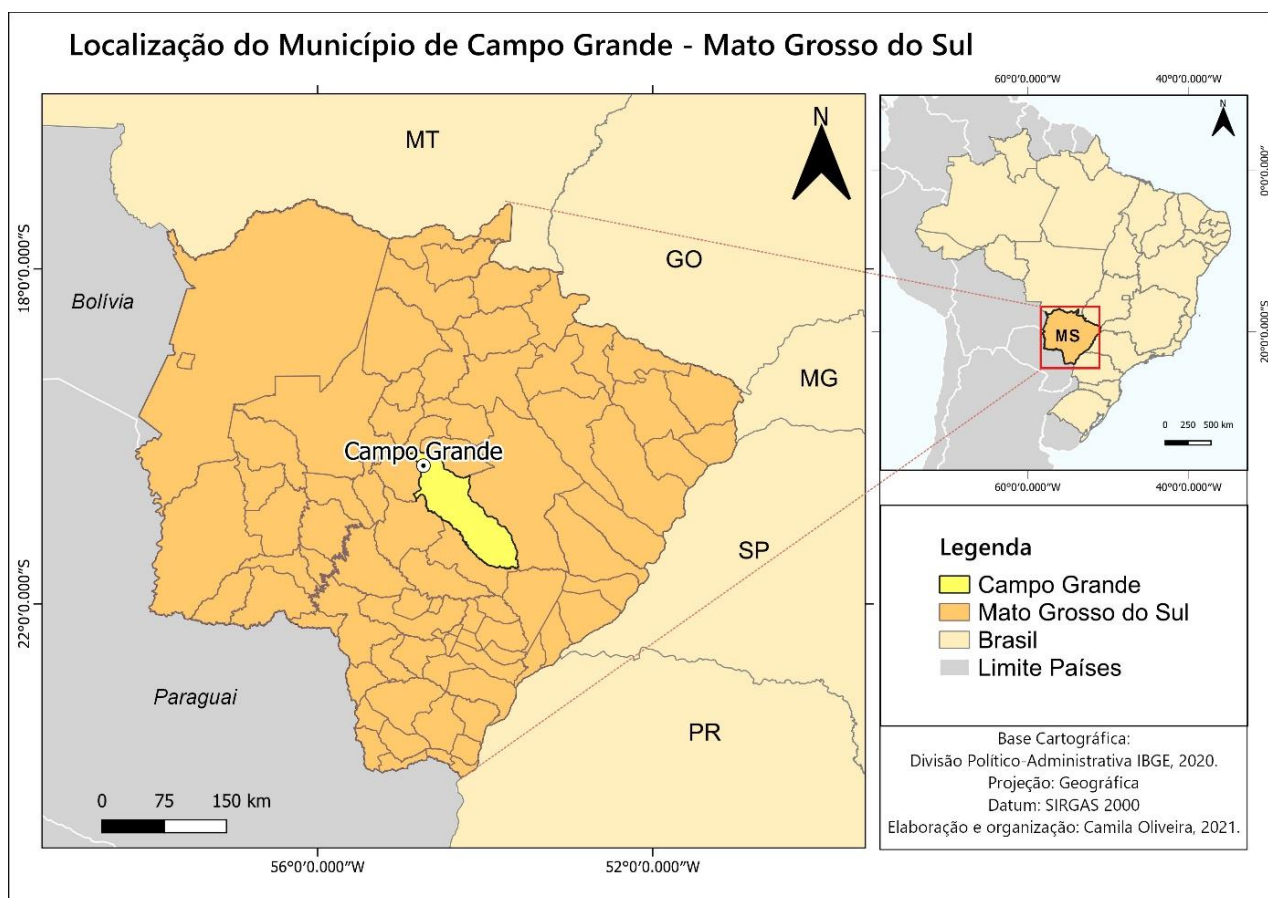 Localização do Município de Campo Grande - Mato Grosso do Sul
N
MT
GO
MG
SP
PR
Bolívia
Paraguai
Campo Grande
18°0'0.000"S
22°0'0.000"S
56°0'0.000"W
52°0'0.000"W
0 75 150 km
60°0'0.000"W 40°0'0.000"W
N
0°0'0.000"
20°0'0.000"S
MS
0 250 500 km
60°0'0.000"W 40°0'0.000"W
Legenda
Campo Grande
Mato Grosso do Sul
Brasil
Limite Países
Base Cartográfica:
Divisão Político-Administrativa IBGE, 2020.
Projeção: Geográfica
Datum: SIRGAS 2000
Elaboração e organização: Camila Oliveira, 2021.